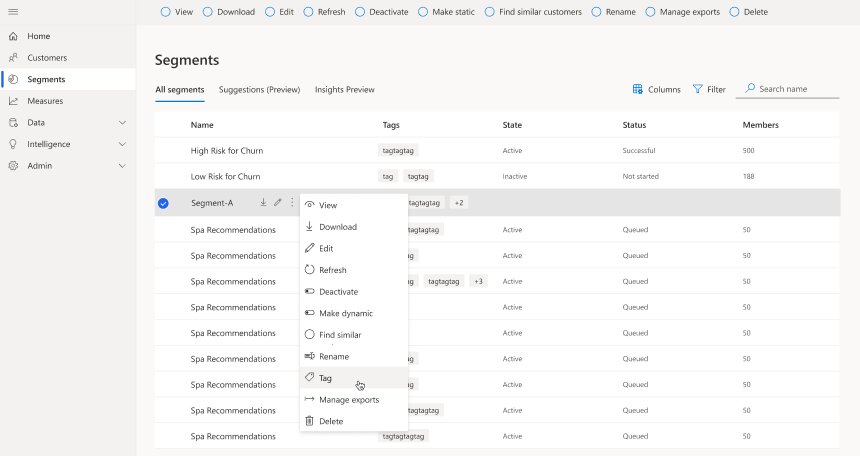 View Download Edit Refresh Deactivate Make static Find similar customers Rename Manage exports Delete
Home
Customers
Segments
Measures
Data
Intelligence
Admin
Segments
All segments Suggestions (Preview) Insights Preview
Columns Filter Search name
Name Tags State Status Members
High Risk for Churn tagtagtag Active Successful 500
Low Risk for Churn tag tagtag Inactive Not started 188
Segment-A tagtagtag +2
Spa Recommendations tagtagtag Active Queued 50
Spa Recommendations Active Queued 50
Spa Recommendations tagtagtag +3 Active Queued 50
Spa Recommendations Active Queued 50
Spa Recommendations Active Queued 50
Spa Recommendations Active Queued 50
Spa Recommendations Active Queued 50
Spa Recommendations tagtagtag Active Queued 50
Spa Recommendations tagtagtag Active Queued 50
View
Download
Edit
Refresh
Deactivate
Make dynamic
Find similar
Rename
Tag
Manage exports
Delete